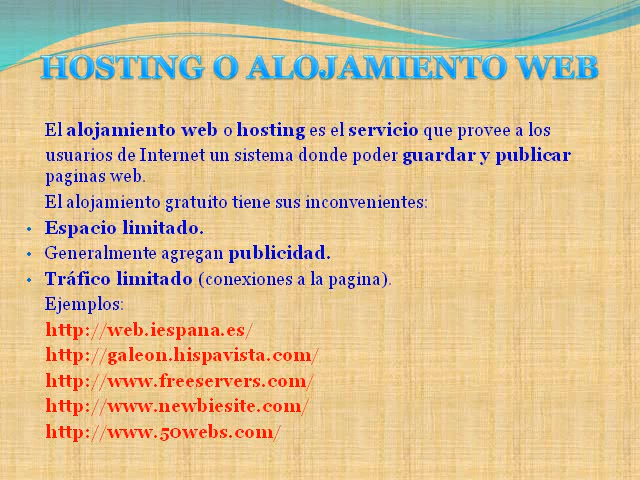 HOSTING O ALOJAMIENTO WEB
El alojamiento web o hosting es el servicio que provee a los
usuarios de Internet un sistema donde poder guardar y publicar
paginas web.
El alojamiento gratuito tiene sus inconvenientes:
• Espacio limitado.
• Generalmente agregan publicidad.
• Tráfico limitado (conexiones a la pagina).
Ejemplos:
http://web.iespana.es/
http://galeon.hispavista.com/
http://www.freeservers.com/
http://www.newbiesite.com/
http://www.50webs.com/